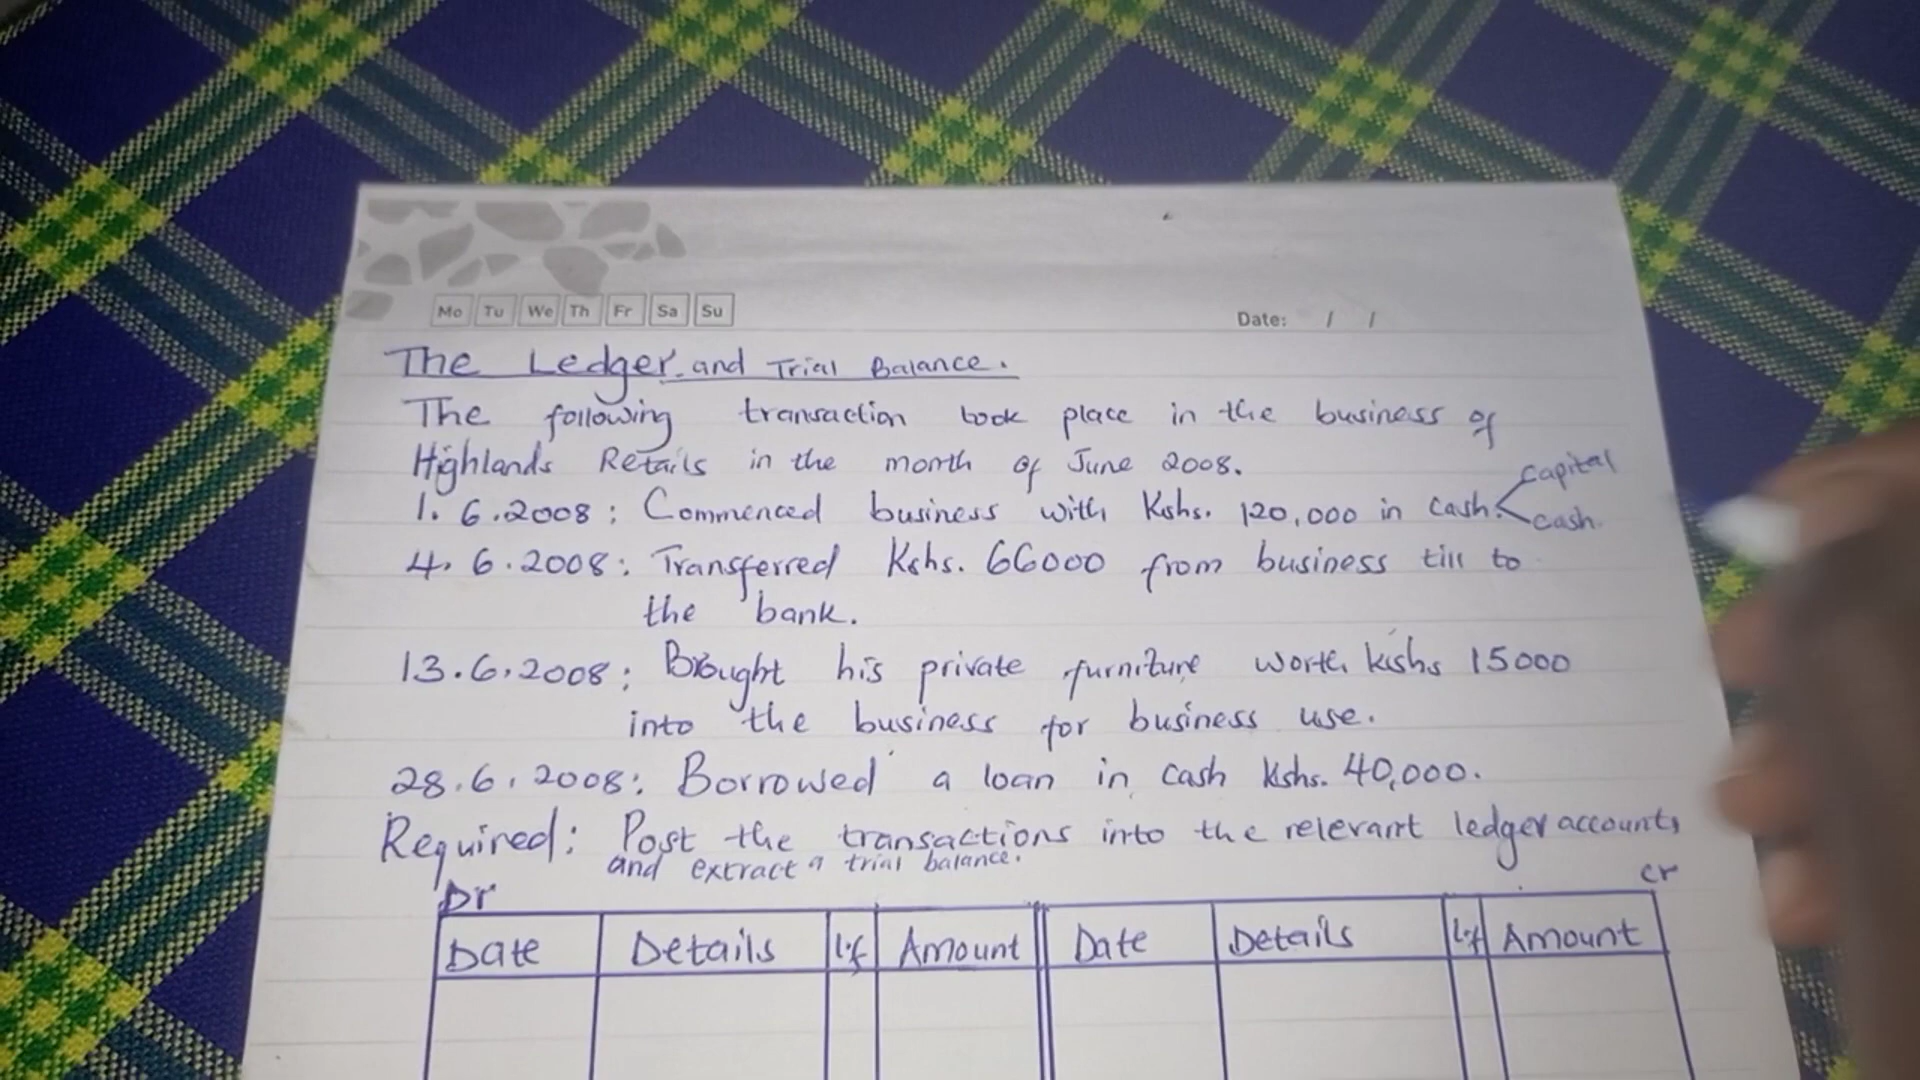 Mo Tu We Th Fr Sa Su
Date: / /
The Ledger and Trial Balance.
The following transaction took place in the business of
Highlands Retails in the month of June 2008.
1. 6.2008: Commenced business with Kshs. 120,000 in cash.
capital
cash.
4. 6.2008: Transferred Kshs. 66000 from business till to
the bank.
13.6.2008: Brought his private furniture worth kshs 15000
into the business for business use.
28.6.2008: Borrowed a loan in cash Kshs. 40,000.
Required: Post the transactions into the relevant ledger accounts
and extract a trial balance.
Dr cr
Date Details l.f Amount Date Details l.f Amount